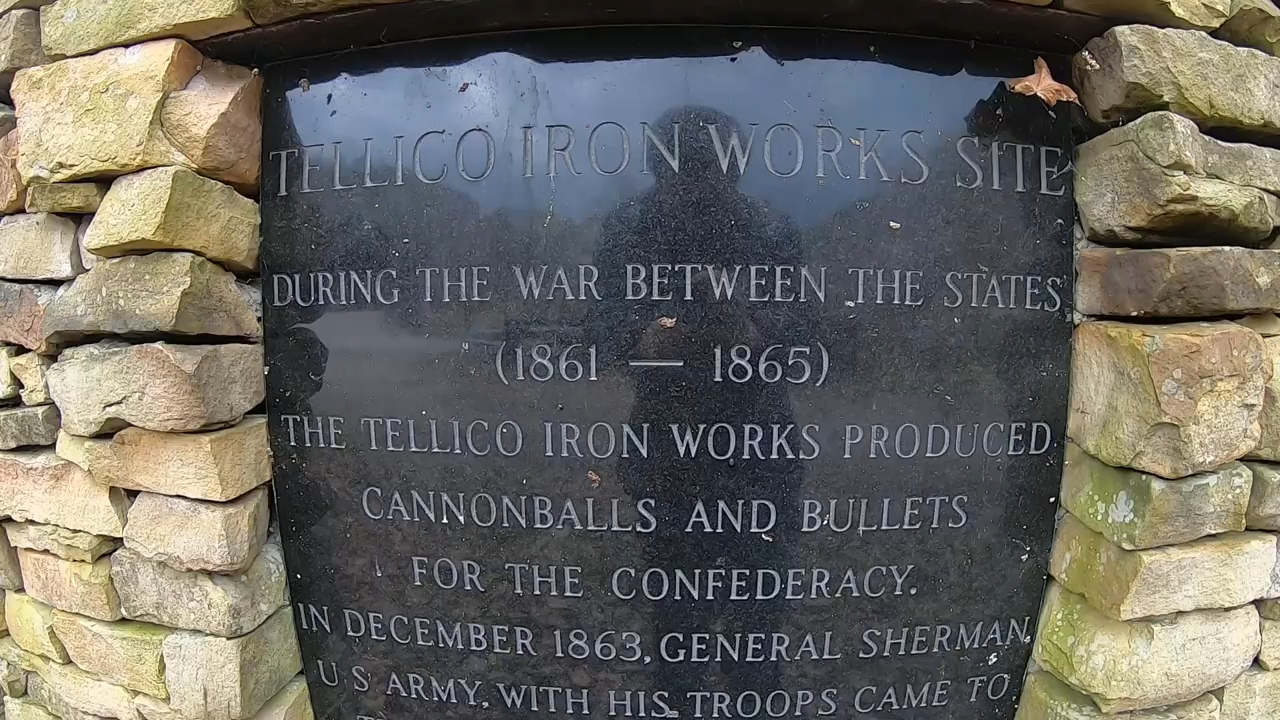 TELLICO IRON WORKS SITE
DURING THE WAR BETWEEN THE STATES
(1861 — 1865)
THE TELLICO IRON WORKS PRODUCED
CANNONBALLS AND BULLETS
FOR THE CONFEDERACY.
IN DECEMBER 1863, GENERAL SHERMAN
U S ARMY, WITH HIS TROOPS CAME TO